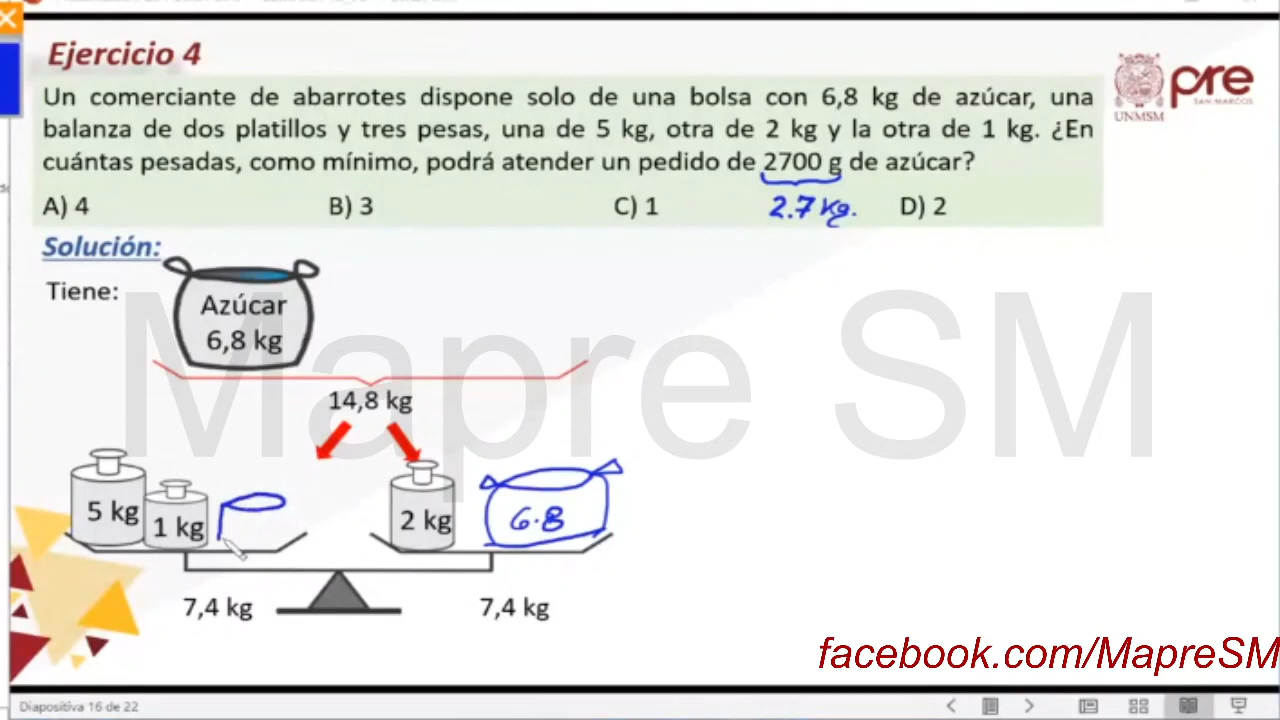 Ejercicio 4
Un comerciante de abarrotes dispone solo de una bolsa con 6,8 kg de azúcar, una
balanza de dos platillos y tres pesas, una de 5 kg, otra de 2 kg y la otra de 1 kg. ¿En
cuántas pesadas, como mínimo, podrá atender un pedido de 2700 g de azúcar?
A) 4 B) 3 C) 1 2.7 kg. D) 2
UNMSM
pre
SAN MARCOS
Solución:
Tiene:
Azúcar
6,8 kg
Mapre SM
14,8 kg
5 kg 1 kg 2 kg 6.8
7,4 kg 7,4 kg
facebook.com/MapreSM
Diapositiva 16 de 22